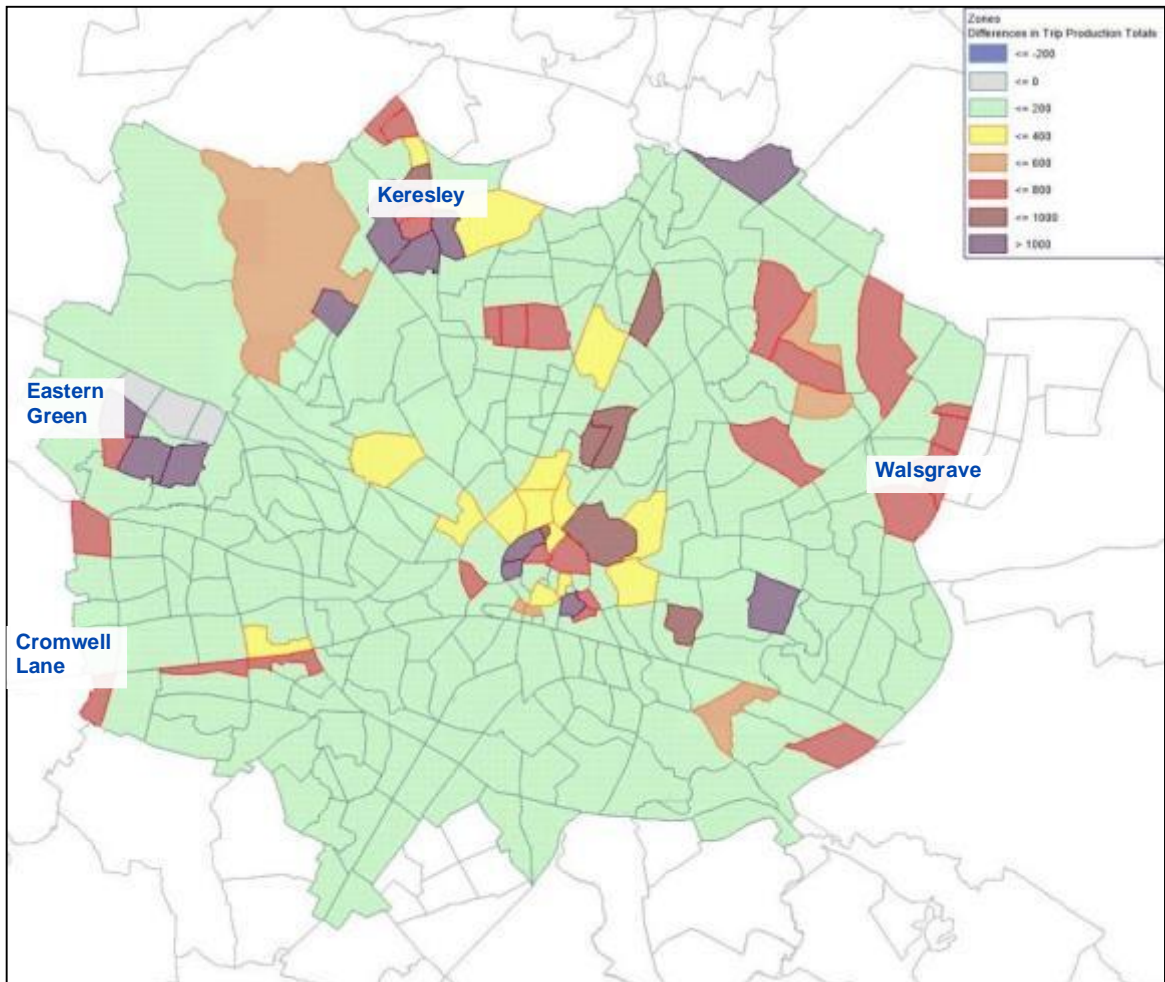 Zones
Differences in Trip Production Totals
<= -200
<= 0
<= 200
<= 400
<= 600
<= 800
<= 1000
> 1000
Keresley
Eastern
Green
Walsgrave
Cromwell
Lane